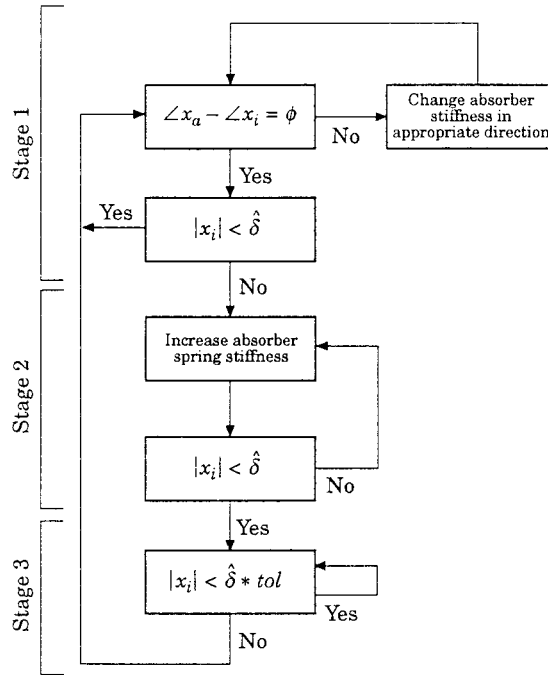 Stage 1
∠x_a − ∠x_i = ϕ
No
Change absorber
stiffness in
appropriate direction
Yes
Yes
|x_i| < δ̂
No
Stage 2
Increase absorber
spring stiffness
|x_i| < δ̂
No
Yes
Stage 3
|x_i| < δ̂ * tol
Yes
No